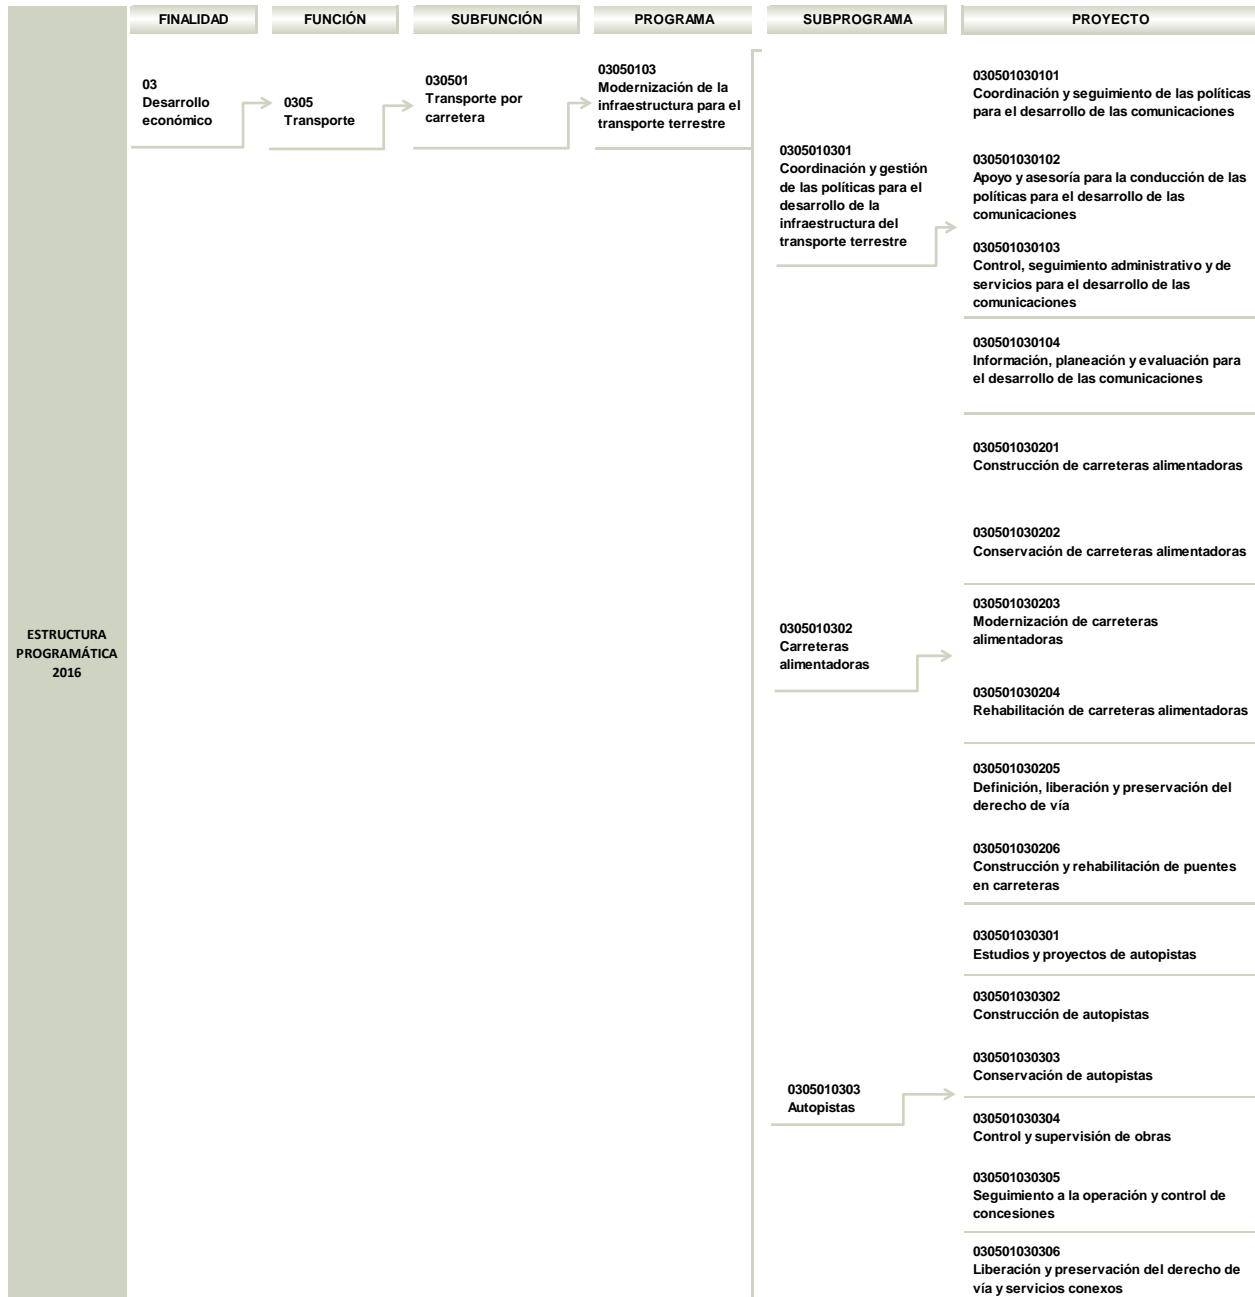 FINALIDAD
FUNCIÓN
SUBFUNCIÓN
PROGRAMA
SUBPROGRAMA
PROYECTO
ESTRUCTURA
PROGRAMÁTICA
2016
03
Desarrollo
económico
0305
Transporte
030501
Transporte por
carretera
03050103
Modernización de la
infraestructura para el
transporte terrestre
0305010301
Coordinación y gestión
de las políticas para el
desarrollo de la
infraestructura del
transporte terrestre
030501030101
Coordinación y seguimiento de las políticas
para el desarrollo de las comunicaciones
030501030102
Apoyo y asesoría para la conducción de las
políticas para el desarrollo de las
comunicaciones
030501030103
Control, seguimiento administrativo y de
servicios para el desarrollo de las
comunicaciones
030501030104
Información, planeación y evaluación para
el desarrollo de las comunicaciones
0305010302
Carreteras
alimentadoras
030501030201
Construcción de carreteras alimentadoras
030501030202
Conservación de carreteras alimentadoras
030501030203
Modernización de carreteras
alimentadoras
030501030204
Rehabilitación de carreteras alimentadoras
030501030205
Definición, liberación y preservación del
derecho de vía
030501030206
Construcción y rehabilitación de puentes
en carreteras
0305010303
Autopistas
030501030301
Estudios y proyectos de autopistas
030501030302
Construcción de autopistas
030501030303
Conservación de autopistas
030501030304
Control y supervisión de obras
030501030305
Seguimiento a la operación y control de
concesiones
030501030306
Liberación y preservación del derecho de
vía y servicios conexos